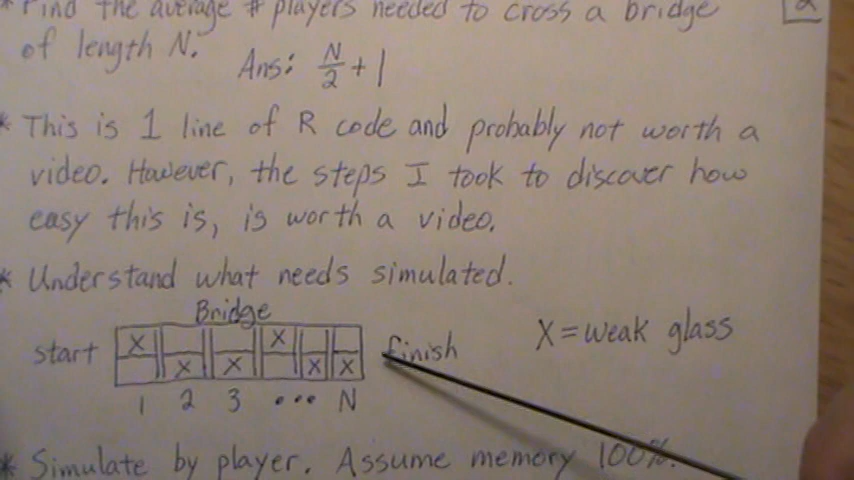 * Find the average # players needed to cross a bridge
of length N. Ans: N/2 + 1
* This is 1 line of R code and probably not worth a
video. However, the steps I took to discover how
easy this is, is worth a video.
* Understand what needs simulated.
Bridge
start X X X X X X finish X = weak glass
1 2 3 ••• N
* Simulate by player. Assume memory 100%.